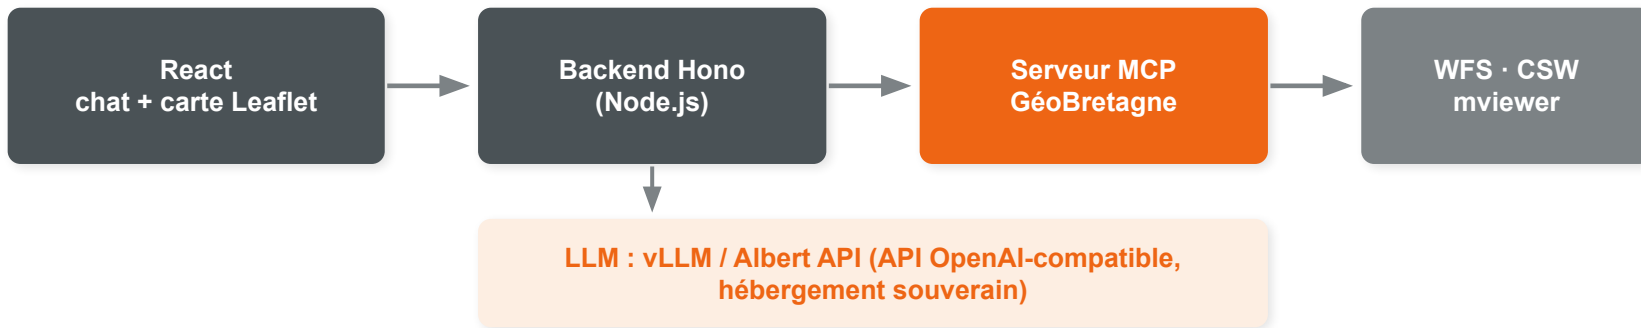 React
chat + carte Leaflet
Backend Hono
(Node.js)
Serveur MCP
GéoBretagne
WFS · CSW
mviewer
LLM : vLLM / Albert API (API OpenAI-compatible,
hébergement souverain)